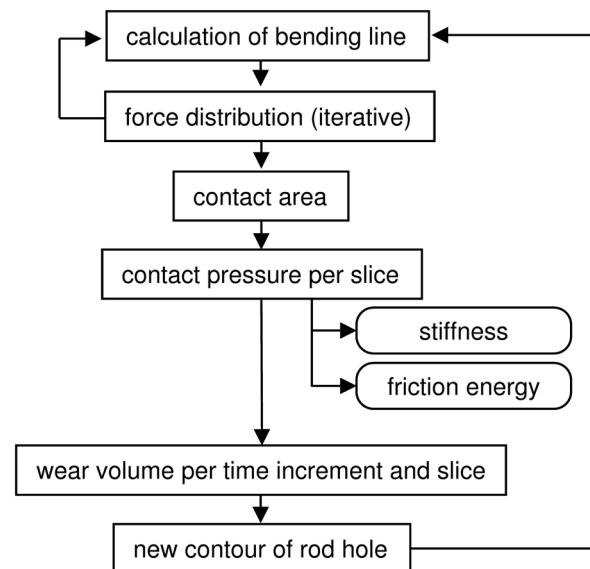 calculation of bending line
force distribution (iterative)
contact area
contact pressure per slice
stiffness
friction energy
wear volume per time increment and slice
new contour of rod hole